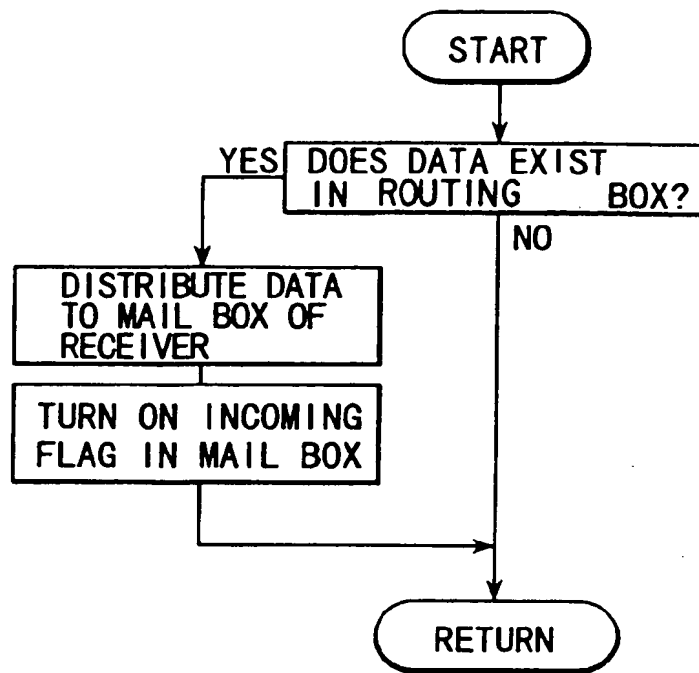 START
YES
DOES DATA EXIST
IN ROUTING BOX?
NO
DISTRIBUTE DATA
TO MAIL BOX OF
RECEIVER
TURN ON INCOMING
FLAG IN MAIL BOX
RETURN